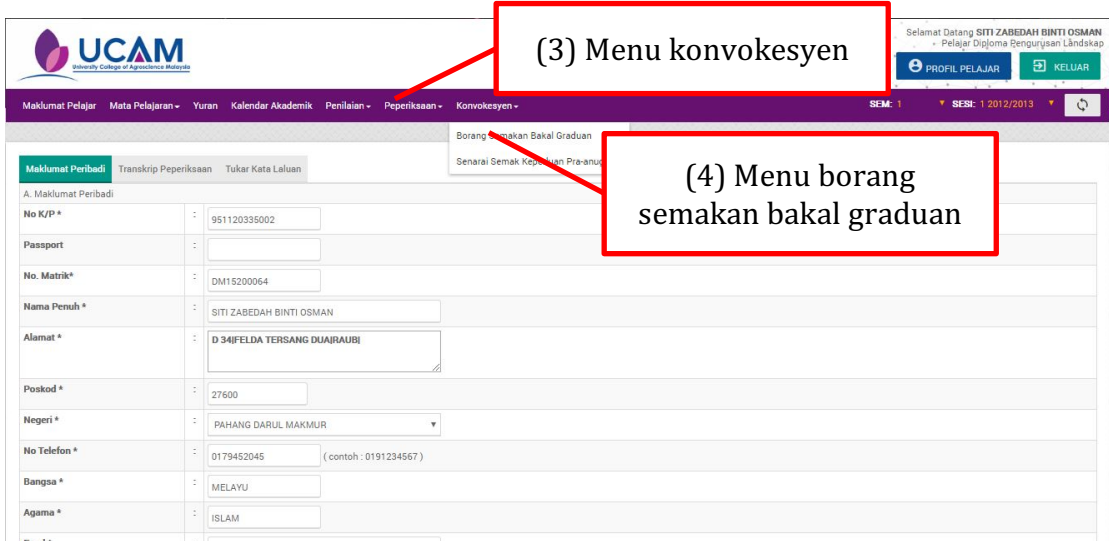 UCAM
University College of Agroscience Malaysia
(3) Menu konvokesyen
Selamat Datang SITI ZABEDAH BINTI OSMAN
Pelajar Diploma Pengurusan Landskap
PROFIL PELAJAR KELUAR
Maklumat Pelajar Mata Pelajaran Yuran Kalendar Akademik Penilaian Peperiksaan Konvokesyen SEM: 1 SESI: 1 2012/2013
Borang Semakan Bakal Graduan
Senarai Semak Keperluan Pra-anug
(4) Menu borang
semakan bakal graduan
Maklumat Peribadi Transkrip Peperiksaan Tukar Kata Laluan
A. Maklumat Peribadi
No K/P * : 951120335002
Passport :
No. Matrik* : DM15200064
Nama Penuh * : SITI ZABEDAH BINTI OSMAN
Alamat * : D 34|FELDA TERSANG DUA|RAUB|
Poskod * : 27600
Negeri * : PAHANG DARUL MAKMUR
No Telefon * : 0179452045 ( contoh : 0191234567 )
Bangsa * : MELAYU
Agama * : ISLAM